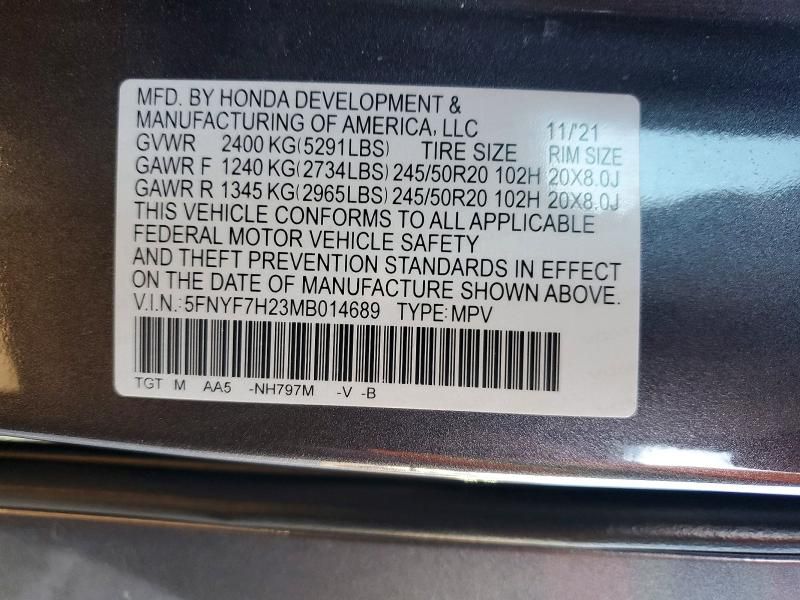 MFD. BY HONDA DEVELOPMENT &
MANUFACTURING OF AMERICA, LLC 11/'21
GVWR 2400 KG(5291LBS) TIRE SIZE RIM SIZE
GAWR F 1240 KG(2734LBS) 245/50R20 102H 20X8.0J
GAWR R 1345 KG(2965LBS) 245/50R20 102H 20X8.0J
THIS VEHICLE CONFORMS TO ALL APPLICABLE
FEDERAL MOTOR VEHICLE SAFETY
AND THEFT PREVENTION STANDARDS IN EFFECT
ON THE DATE OF MANUFACTURE SHOWN ABOVE.
V.I.N.: 5FNYF7H23MB014689 TYPE: MPV
TGT M AA5 -NH797M -V -B